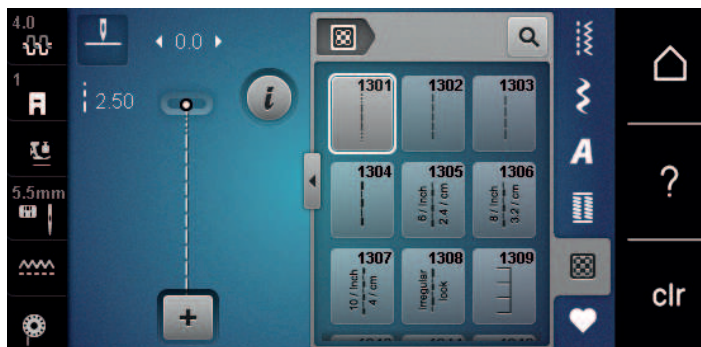 4.0
1
5.5mm
0.0
2.50
i
1301
1302
1303
1304
1305
6 / Inch
2.4 / cm
1306
8 / Inch
3.2 / cm
1307
10 / Inch
4 / cm
1308
Irregular
look
1309
A
?
clr